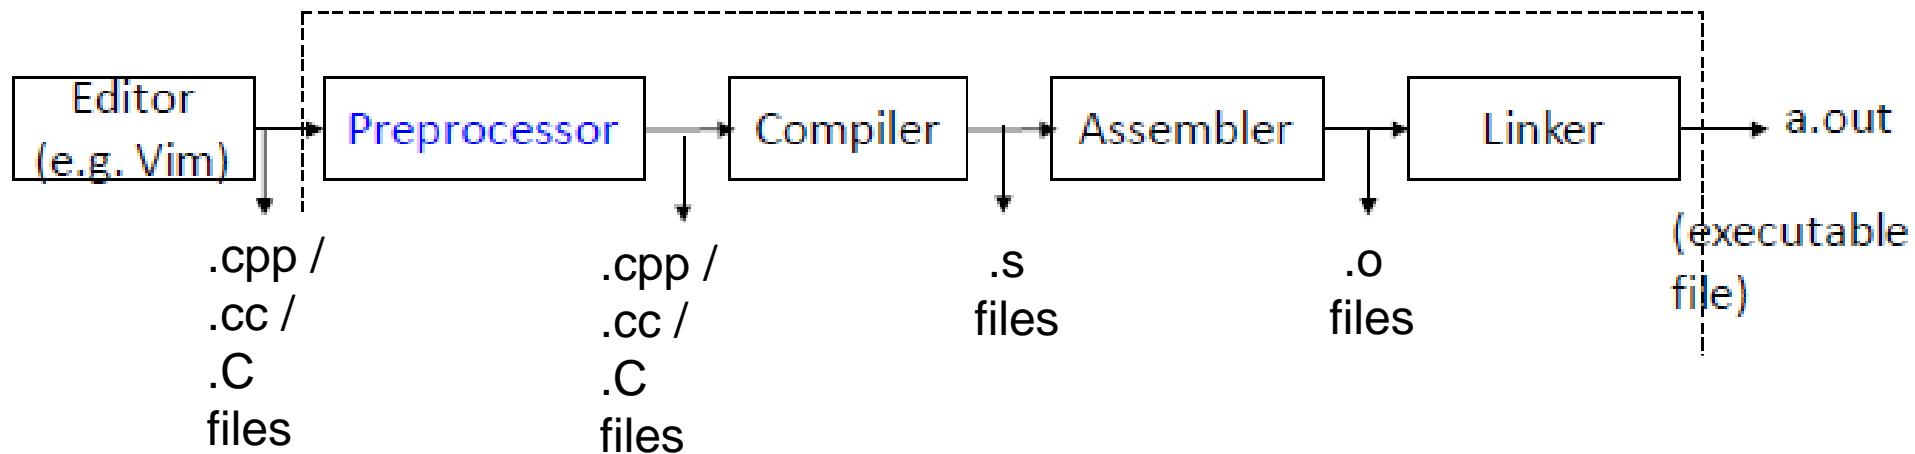 Editor
(e.g. Vim)
Preprocessor
Compiler
Assembler
Linker
a.out
(executable
file)
.cpp /
.cc /
.C
files
.cpp /
.cc /
.C
files
.s
files
.o
files